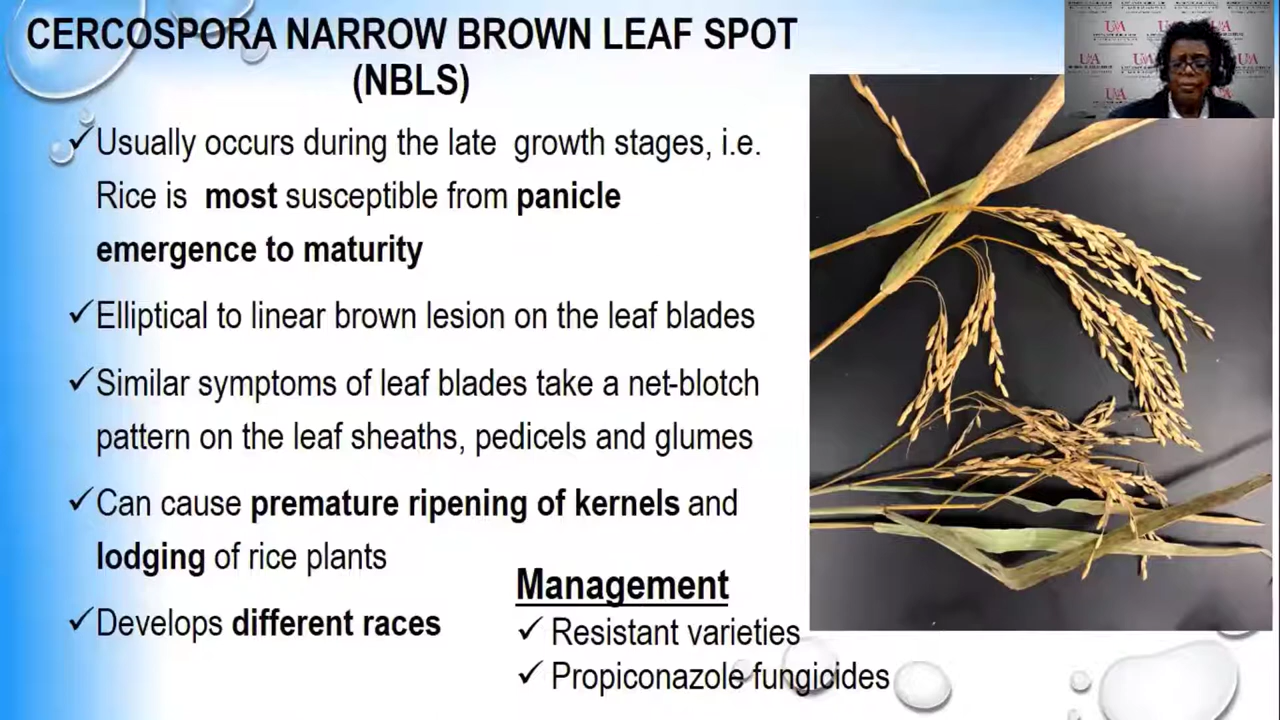 CERCOSPORA NARROW BROWN LEAF SPOT
(NBLS)
✓Usually occurs during the late growth stages, i.e.
Rice is most susceptible from panicle
emergence to maturity
✓Elliptical to linear brown lesion on the leaf blades
✓Similar symptoms of leaf blades take a net-blotch
pattern on the leaf sheaths, pedicels and glumes
✓Can cause premature ripening of kernels and
lodging of rice plants
✓Develops different races
Management
✓ Resistant varieties
✓ Propiconazole fungicides